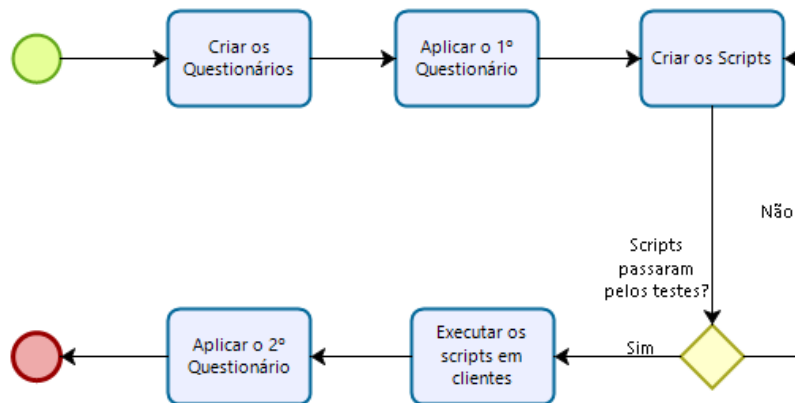 Criar os
Questionários
Aplicar o 1º
Questionário
Criar os Scripts
Não
Scripts
passaram
pelos testes?
Sim
Executar os
scripts em
clientes
Aplicar o 2º
Questionário